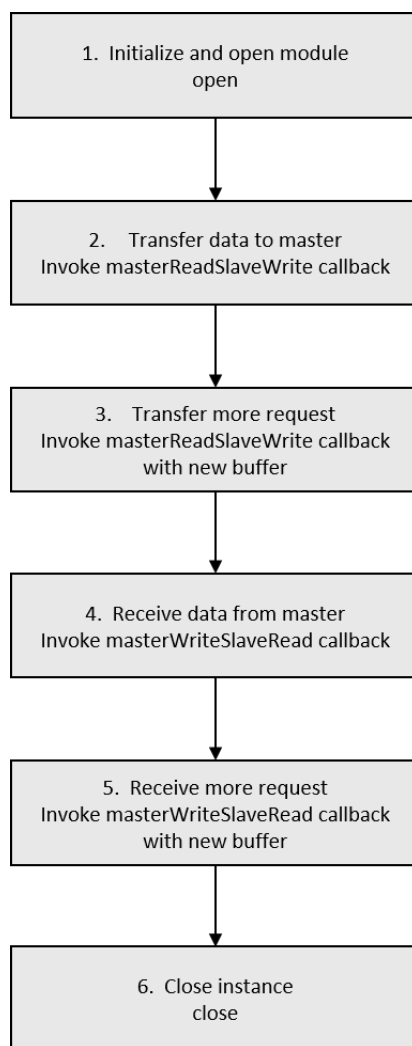 1. Initialize and open module
open
2. Transfer data to master
Invoke masterReadSlaveWrite callback
3. Transfer more request
Invoke masterReadSlaveWrite callback
with new buffer
4. Receive data from master
Invoke masterWriteSlaveRead callback
5. Receive more request
Invoke masterWriteSlaveRead callback
with new buffer
6. Close instance
close